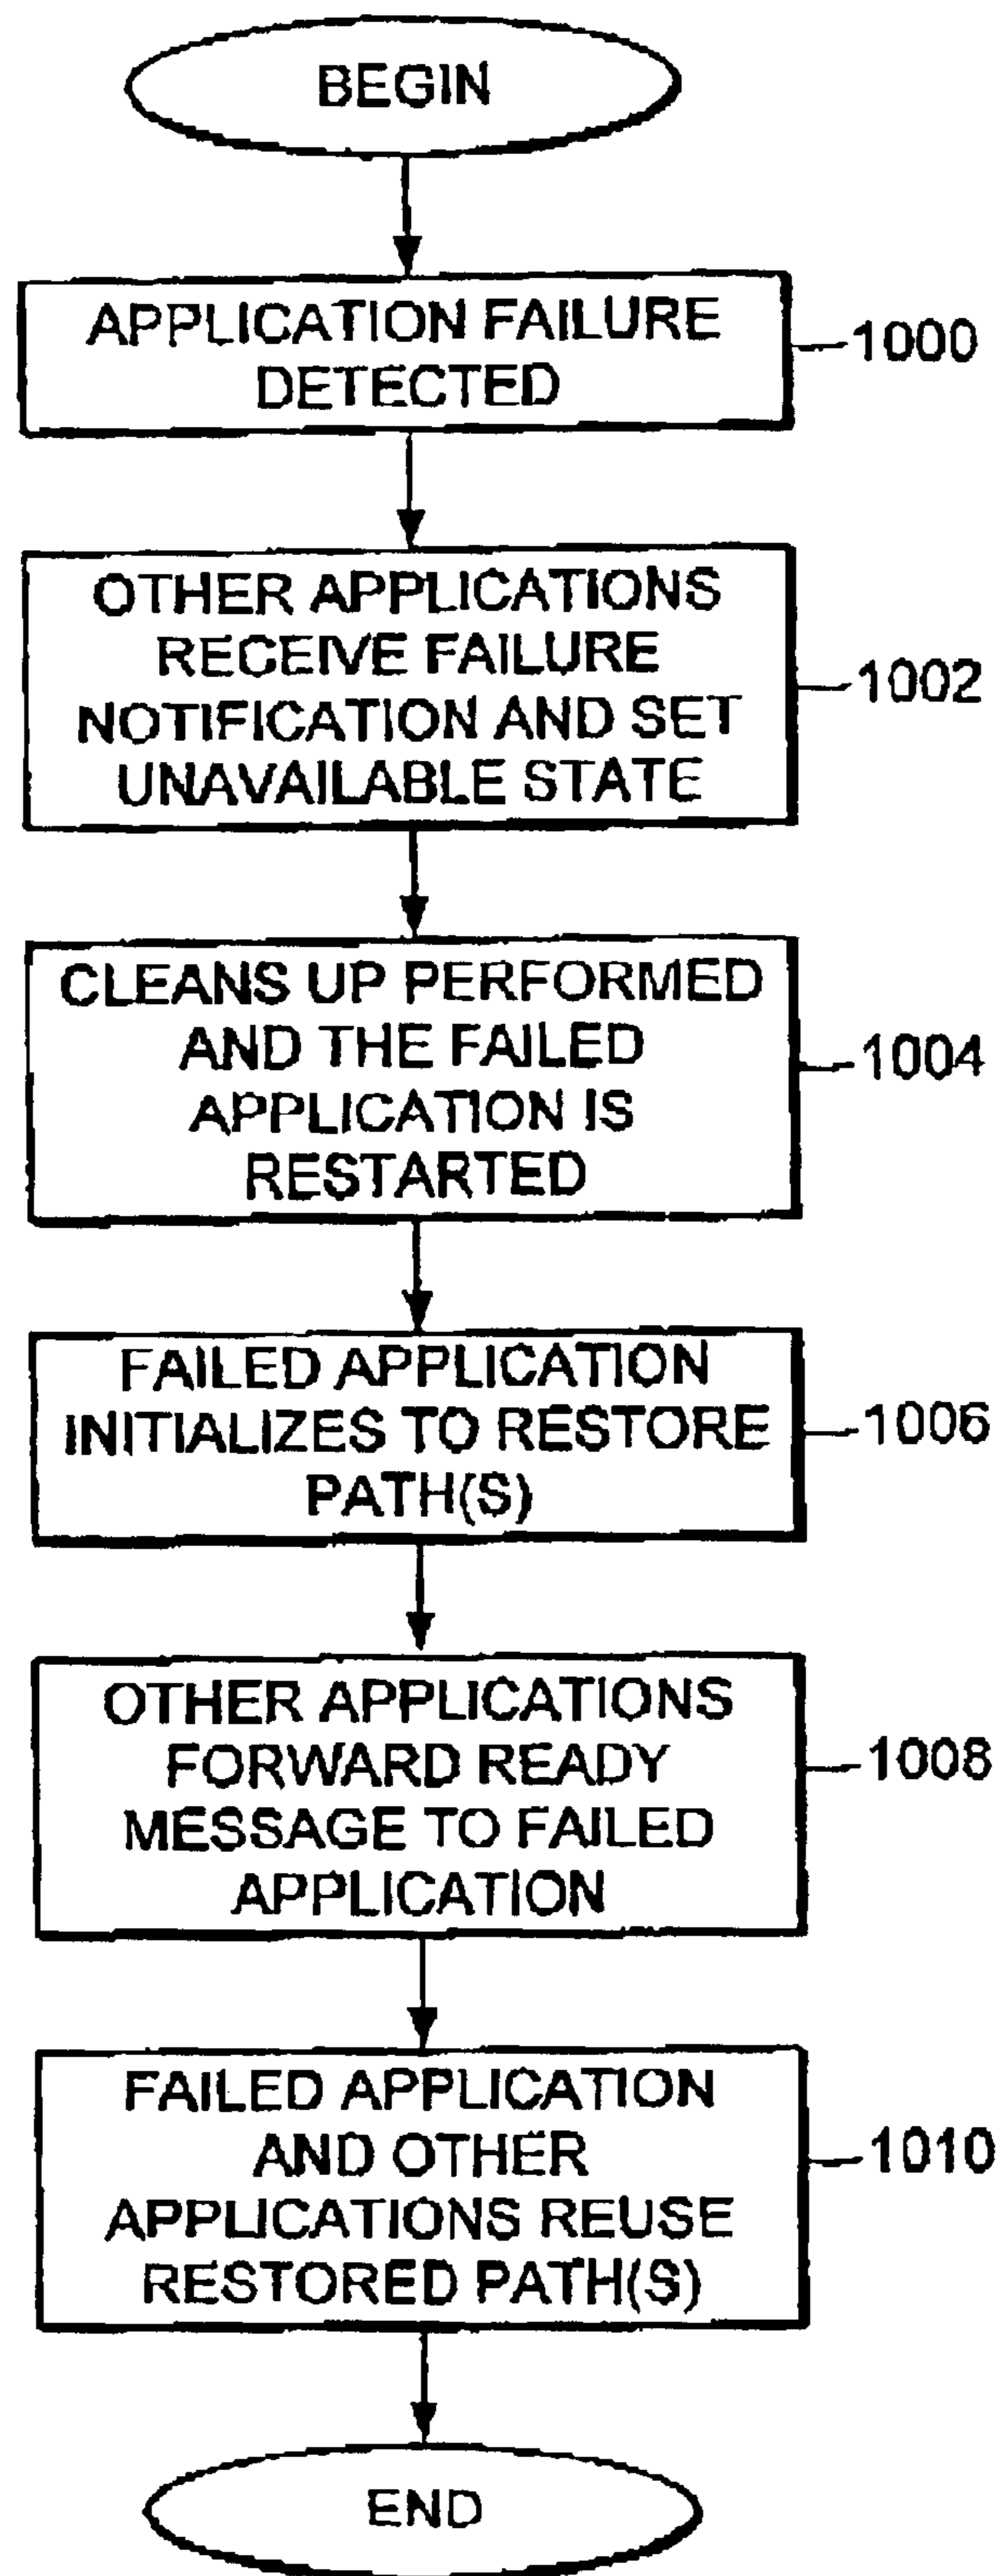 BEGIN
APPLICATION FAILURE
DETECTED
1000
OTHER APPLICATIONS
RECEIVE FAILURE
NOTIFICATION AND SET
UNAVAILABLE STATE
1002
CLEANS UP PERFORMED
AND THE FAILED
APPLICATION IS
RESTARTED
1004
FAILED APPLICATION
INITIALIZES TO RESTORE
PATH(S)
1006
OTHER APPLICATIONS
FORWARD READY
MESSAGE TO FAILED
APPLICATION
1008
FAILED APPLICATION
AND OTHER
APPLICATIONS REUSE
RESTORED PATH(S)
1010
END